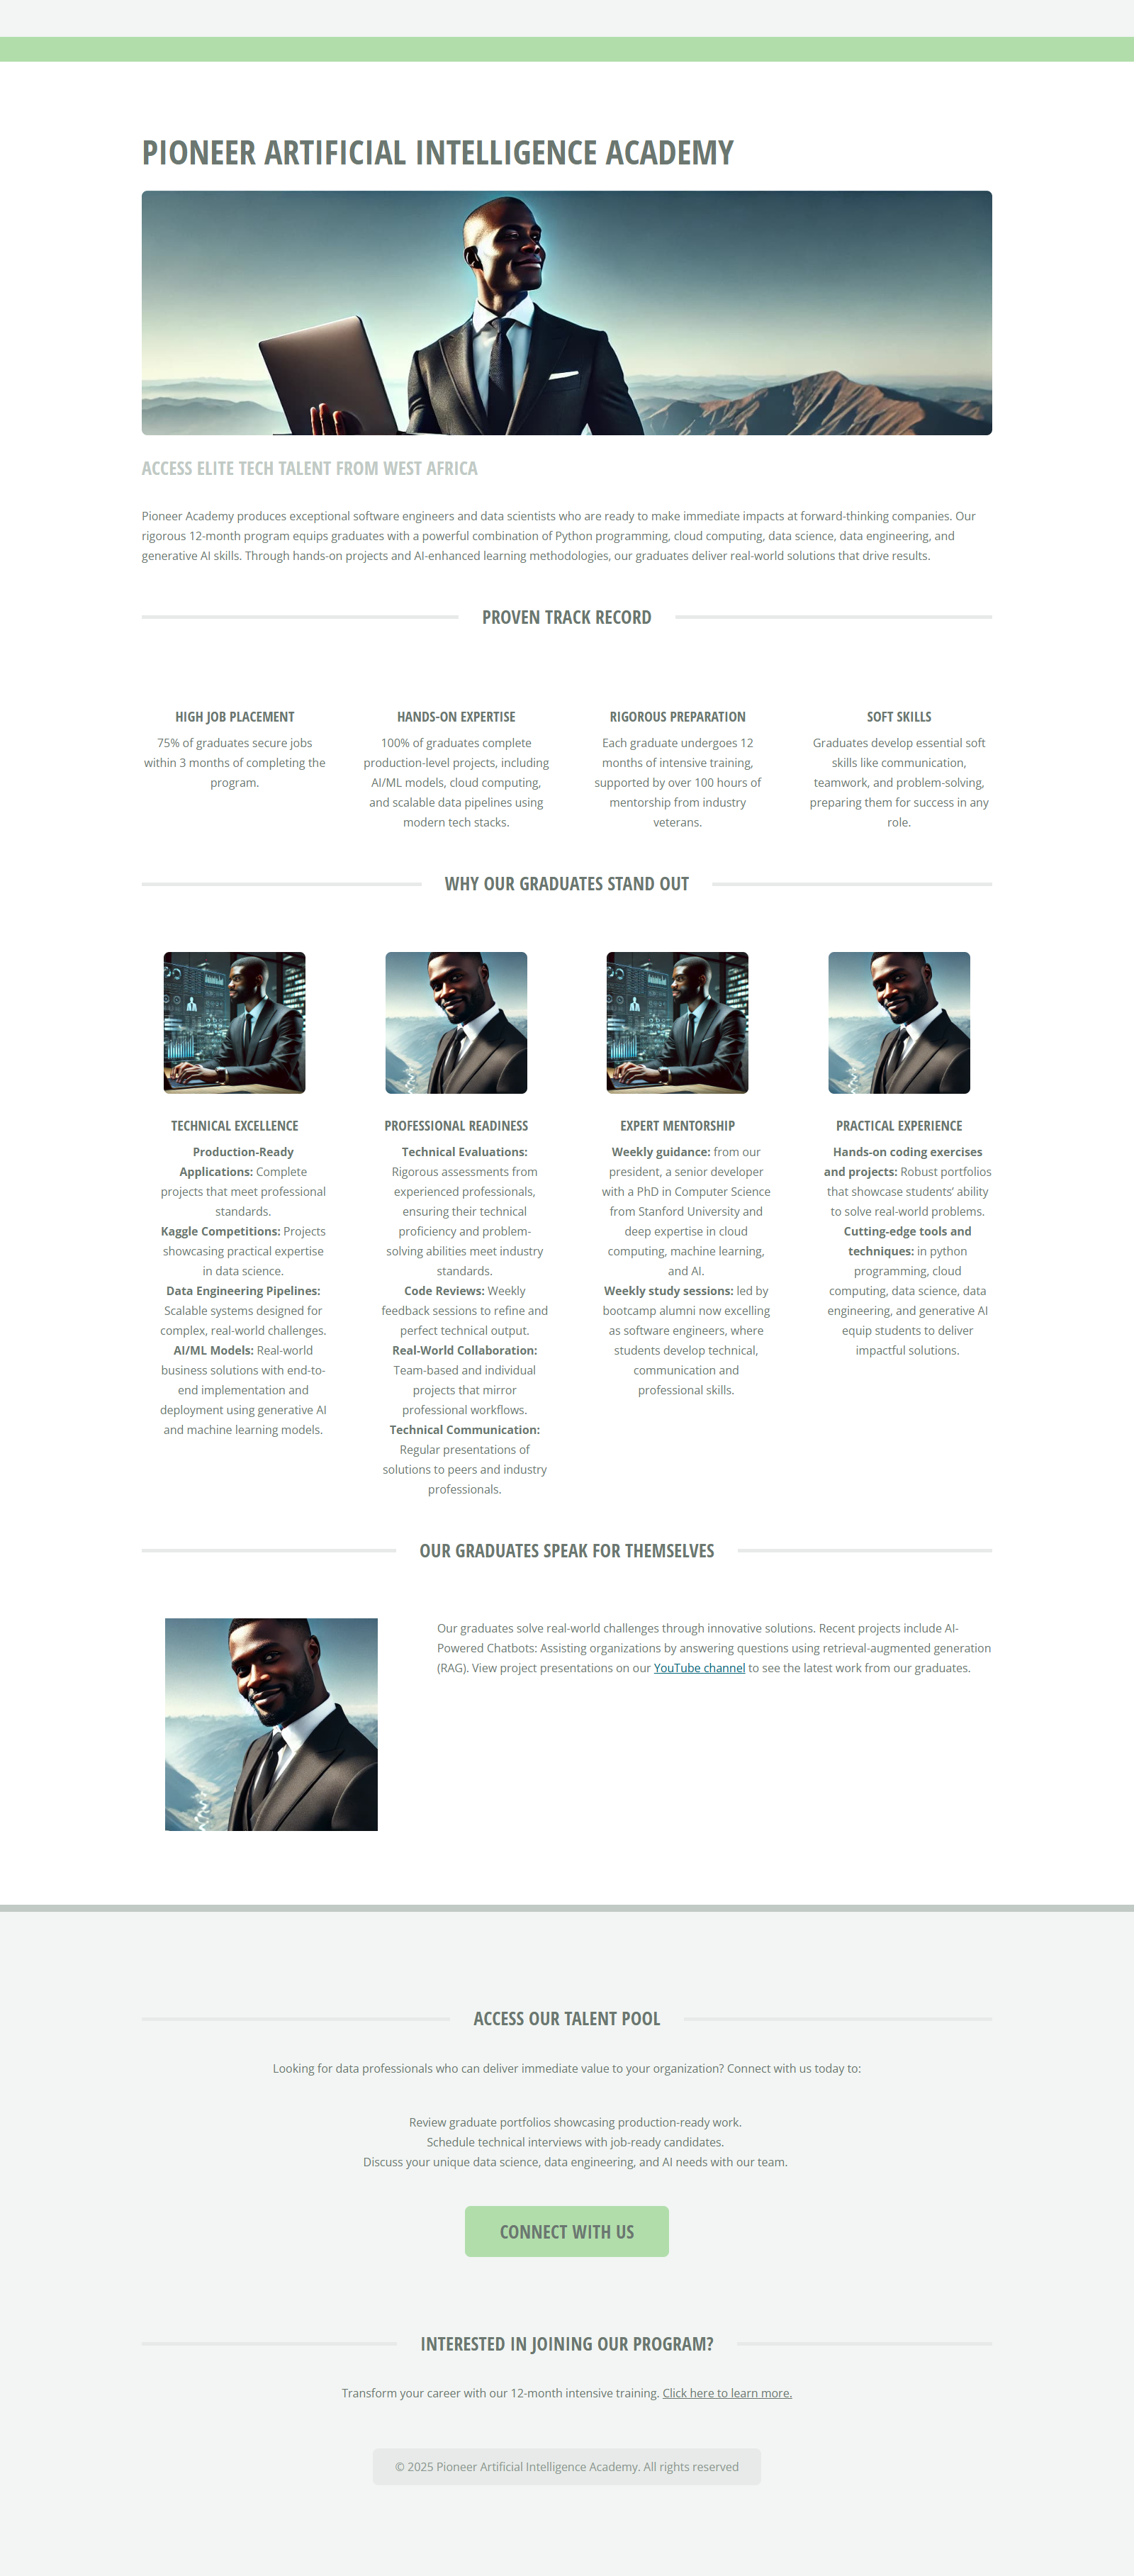 PIONEER ARTIFICIAL INTELLIGENCE ACADEMY
ACCESS ELITE TECH TALENT FROM WEST AFRICA
Pioneer Academy produces exceptional software engineers and data scientists who are ready to make immediate impacts at forward-thinking companies. Our
rigorous 12-month program equips graduates with a powerful combination of Python programming, cloud computing, data science, data engineering, and
generative AI skills. Through hands-on projects and AI-enhanced learning methodologies, our graduates deliver real-world solutions that drive results.
PROVEN TRACK RECORD
HIGH JOB PLACEMENT
75% of graduates secure jobs
within 3 months of completing the
program.
HANDS-ON EXPERTISE
100% of graduates complete
production-level projects, including
AI/ML models, cloud computing,
and scalable data pipelines using
modern tech stacks.
RIGOROUS PREPARATION
Each graduate undergoes 12
months of intensive training,
supported by over 100 hours of
mentorship from industry
veterans.
SOFT SKILLS
Graduates develop essential soft
skills like communication,
teamwork, and problem-solving,
preparing them for success in any
role.
WHY OUR GRADUATES STAND OUT
TECHNICAL EXCELLENCE
Production-Ready
Applications: Complete
projects that meet professional
standards.
Kaggle Competitions: Projects
showcasing practical expertise
in data science.
Data Engineering Pipelines:
Scalable systems designed for
complex, real-world challenges.
AI/ML Models: Real-world
business solutions with end-to-
end implementation and
deployment using generative AI
and machine learning models.
PROFESSIONAL READINESS
Technical Evaluations:
Rigorous assessments from
experienced professionals,
ensuring their technical
proficiency and problem-
solving abilities meet industry
standards.
Code Reviews: Weekly
feedback sessions to refine and
perfect technical output.
Real-World Collaboration:
Team-based and individual
projects that mirror
professional workflows.
Technical Communication:
Regular presentations of
solutions to peers and industry
professionals.
EXPERT MENTORSHIP
Weekly guidance: from our
president, a senior developer
with a PhD in Computer Science
from Stanford University and
deep expertise in cloud
computing, machine learning,
and AI.
Weekly study sessions: led by
bootcamp alumni now excelling
as software engineers, where
students develop technical,
communication and
professional skills.
PRACTICAL EXPERIENCE
Hands-on coding exercises
and projects: Robust portfolios
that showcase students’ ability
to solve real-world problems.
Cutting-edge tools and
techniques: in python
programming, cloud
computing, data science, data
engineering, and generative AI
equip students to deliver
impactful solutions.
OUR GRADUATES SPEAK FOR THEMSELVES
Our graduates solve real-world challenges through innovative solutions. Recent projects include AI-
Powered Chatbots: Assisting organizations by answering questions using retrieval-augmented generation
(RAG). View project presentations on our YouTube channel to see the latest work from our graduates.
ACCESS OUR TALENT POOL
Looking for data professionals who can deliver immediate value to your organization? Connect with us today to:
Review graduate portfolios showcasing production-ready work.
Schedule technical interviews with job-ready candidates.
Discuss your unique data science, data engineering, and AI needs with our team.
CONNECT WITH US
INTERESTED IN JOINING OUR PROGRAM?
Transform your career with our 12-month intensive training. Click here to learn more.
© 2025 Pioneer Artificial Intelligence Academy. All rights reserved